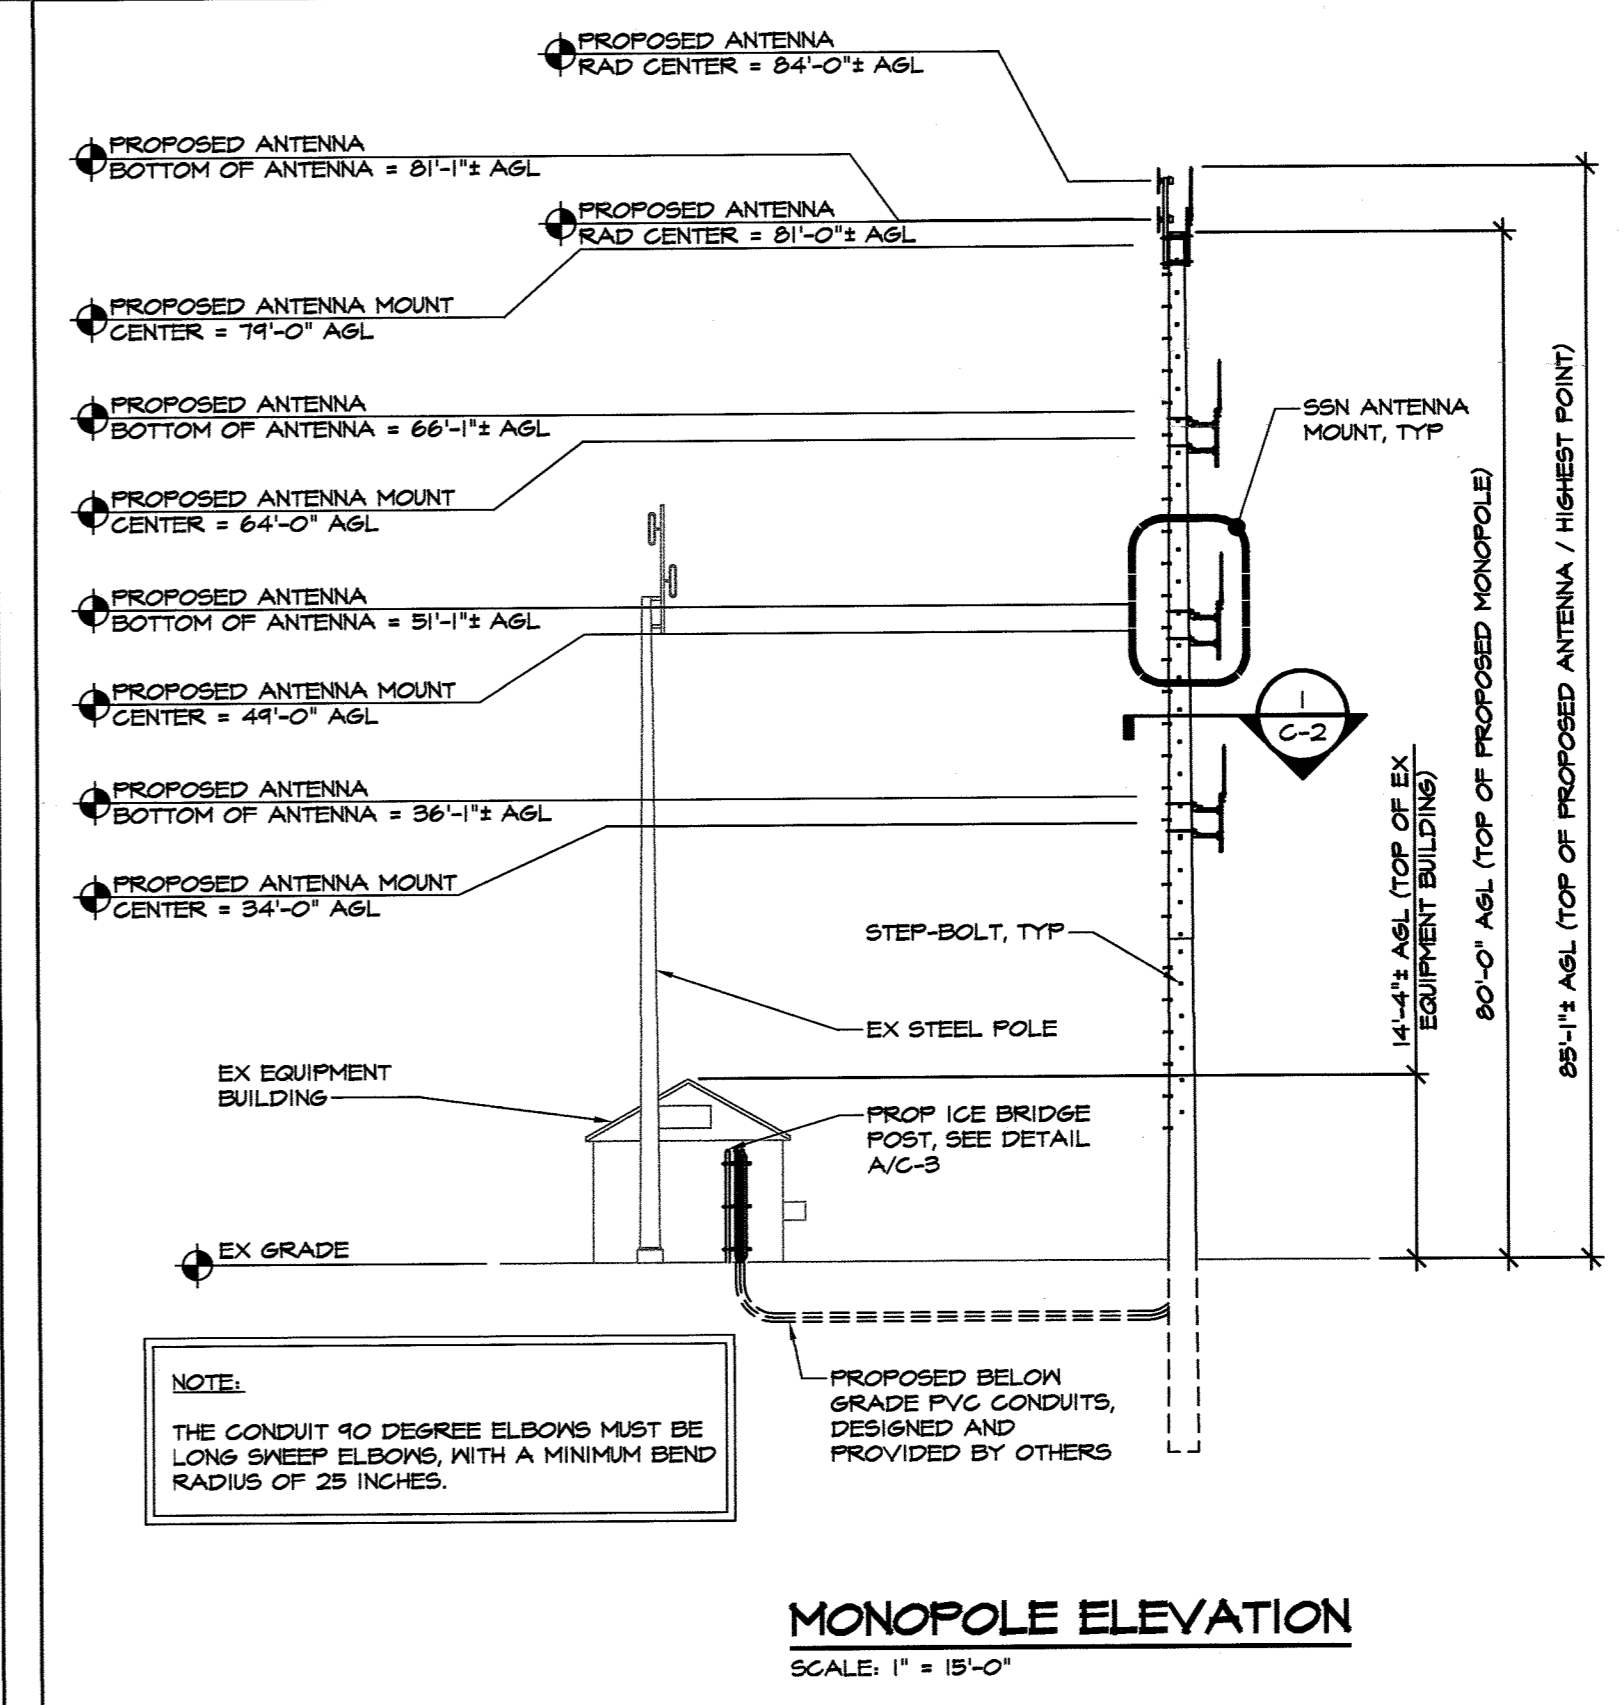 PROPOSED ANTENNA
RAD CENTER = 84'-0"± AGL
PROPOSED ANTENNA
BOTTOM OF ANTENNA = 81'-1"± AGL
PROPOSED ANTENNA
RAD CENTER = 81'-0"± AGL
PROPOSED ANTENNA MOUNT
CENTER = 79'-0" AGL
PROPOSED ANTENNA
BOTTOM OF ANTENNA = 66'-1"± AGL
PROPOSED ANTENNA MOUNT
CENTER = 64'-0" AGL
PROPOSED ANTENNA
BOTTOM OF ANTENNA = 51'-1"± AGL
PROPOSED ANTENNA MOUNT
CENTER = 49'-0" AGL
PROPOSED ANTENNA
BOTTOM OF ANTENNA = 36'-1"± AGL
PROPOSED ANTENNA MOUNT
CENTER = 34'-0" AGL
SSN ANTENNA
MOUNT, TYP
1
C-2
STEP-BOLT, TYP
EX STEEL POLE
EX EQUIPMENT
BUILDING
PROP ICE BRIDGE
POST, SEE DETAIL
A/C-3
EX GRADE
14'-4"± AGL (TOP OF EX
EQUIPMENT BUILDING)
80'-0" AGL (TOP OF PROPOSED MONOPOLE)
85'-1"± AGL (TOP OF PROPOSED ANTENNA / HIGHEST POINT)
NOTE:
THE CONDUIT 90 DEGREE ELBOWS MUST BE
LONG SWEEP ELBOWS, WITH A MINIMUM BEND
RADIUS OF 25 INCHES.
PROPOSED BELOW
GRADE PVC CONDUITS,
DESIGNED AND
PROVIDED BY OTHERS
MONOPOLE ELEVATION
SCALE: 1" = 15'-0"